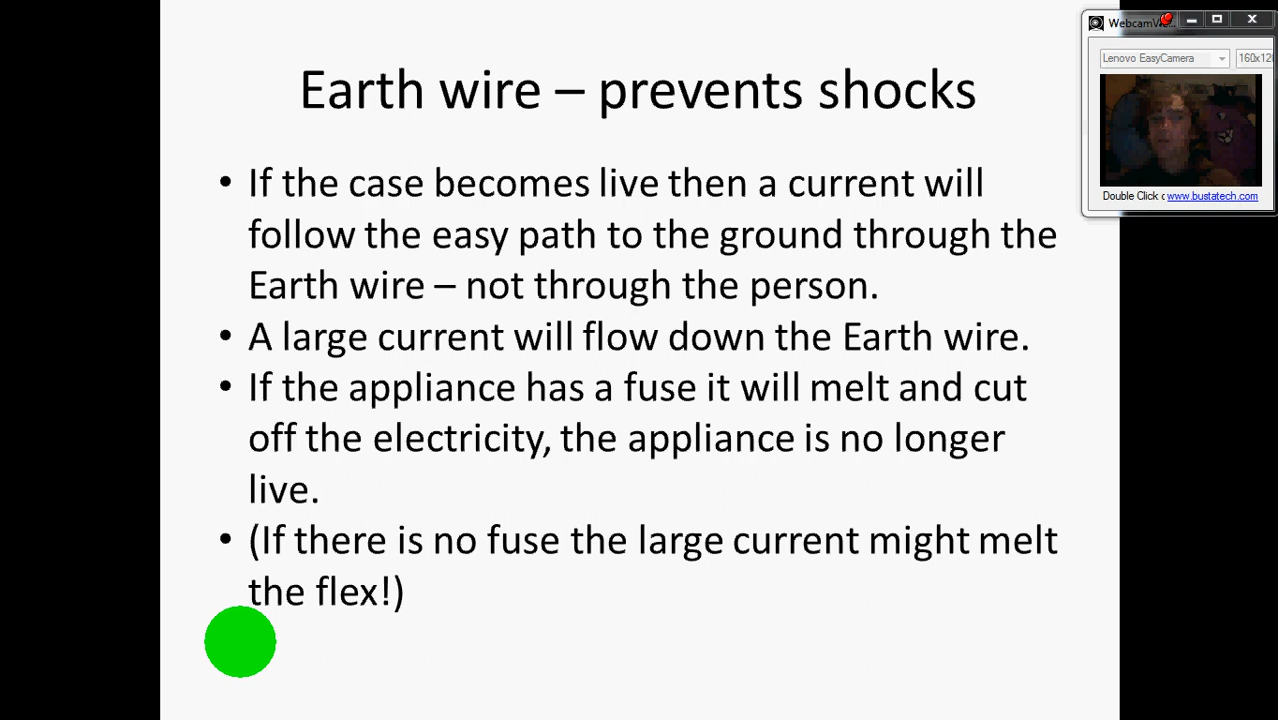 Earth wire – prevents shocks
• If the case becomes live then a current will
follow the easy path to the ground through the
Earth wire – not through the person.
• A large current will flow down the Earth wire.
• If the appliance has a fuse it will melt and cut
off the electricity, the appliance is no longer
live.
• (If there is no fuse the large current might melt
the flex!)
Lenovo EasyCamera
Double Click www.bustatech.com